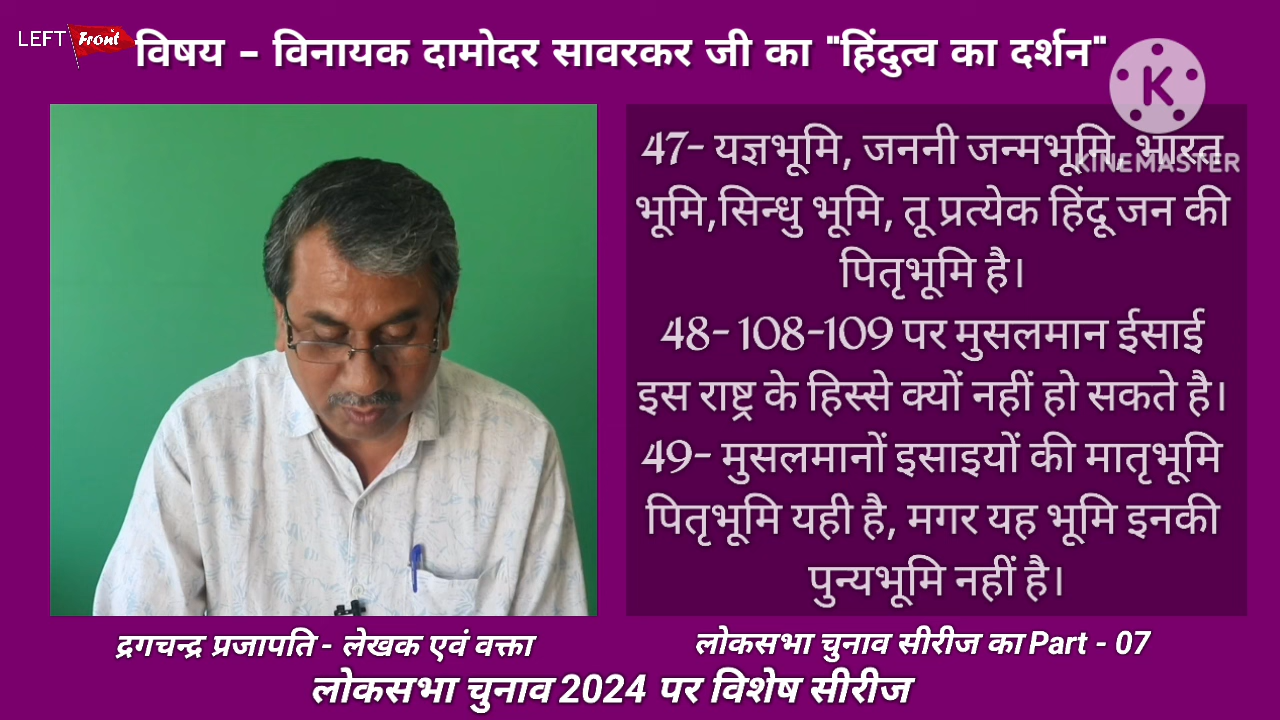 LEFT Front
विषय - विनायक दामोदर सावरकर जी का "हिंदुत्व का दर्शन"
K
KINEMASTER
47- यज्ञभूमि, जननी जन्मभूमि, भारत
भूमि,सिन्धु भूमि, तू प्रत्येक हिंदू जन की
पितृभूमि है।
48- 108-109 पर मुसलमान ईसाई
इस राष्ट्र के हिस्से क्यों नहीं हो सकते है।
49- मुसलमानों इसाइयों की मातृभूमि
पितृभूमि यही है, मगर यह भूमि इनकी
पुन्यभूमि नहीं है।
द्रगचन्द्र प्रजापति - लेखक एवं वक्ता
लोकसभा चुनाव सीरीज का Part - 07
लोकसभा चुनाव 2024 पर विशेष सीरीज